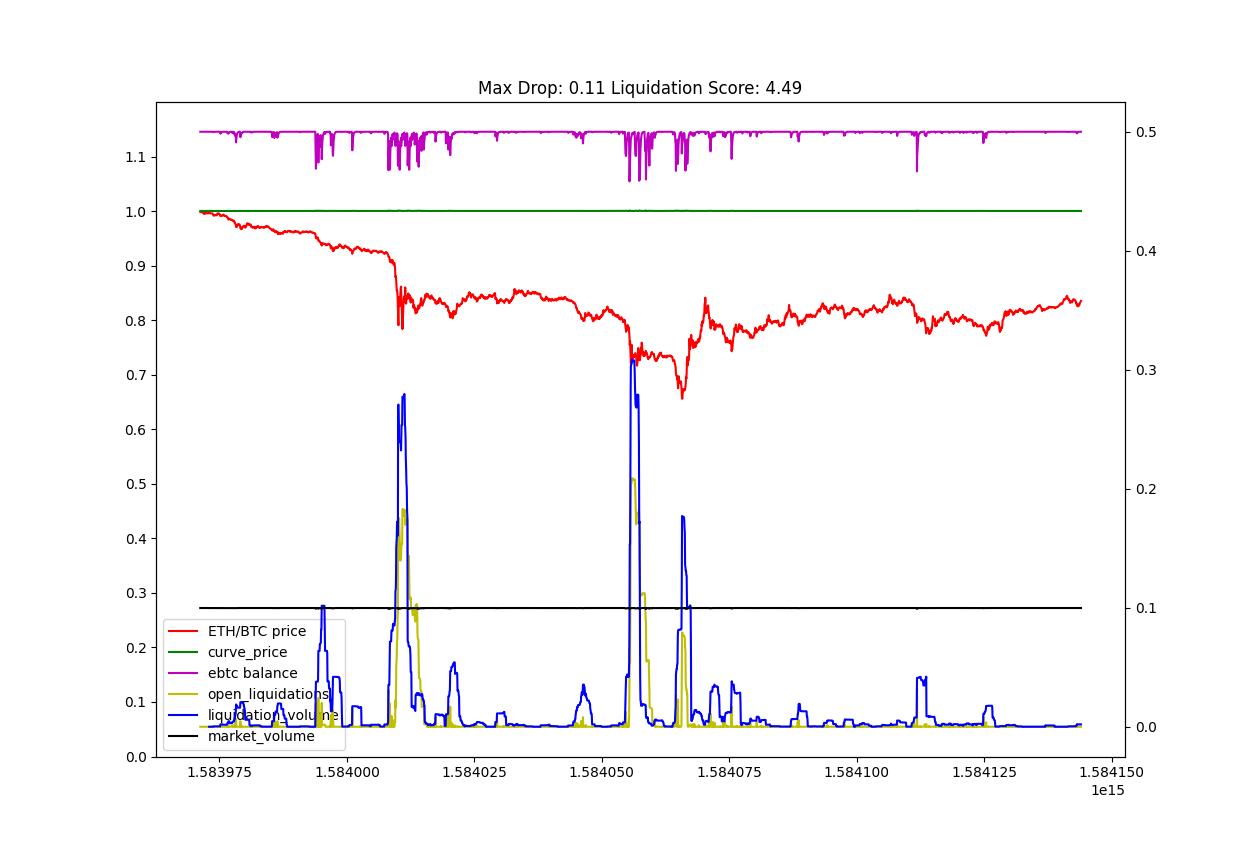 Max Drop: 0.11 Liquidation Score: 4.49
1.1
1.0
0.9
0.8
0.7
0.6
0.5
0.4
0.3
0.2
0.1
0.0
0.5
0.4
0.3
0.2
0.1
0.0
ETH/BTC price
curve_price
ebtc balance
open_liquidations
liquidation_volume
market_volume
1.583975 1.584000 1.584025 1.584050 1.584075 1.584100 1.584125 1.584150
1e15